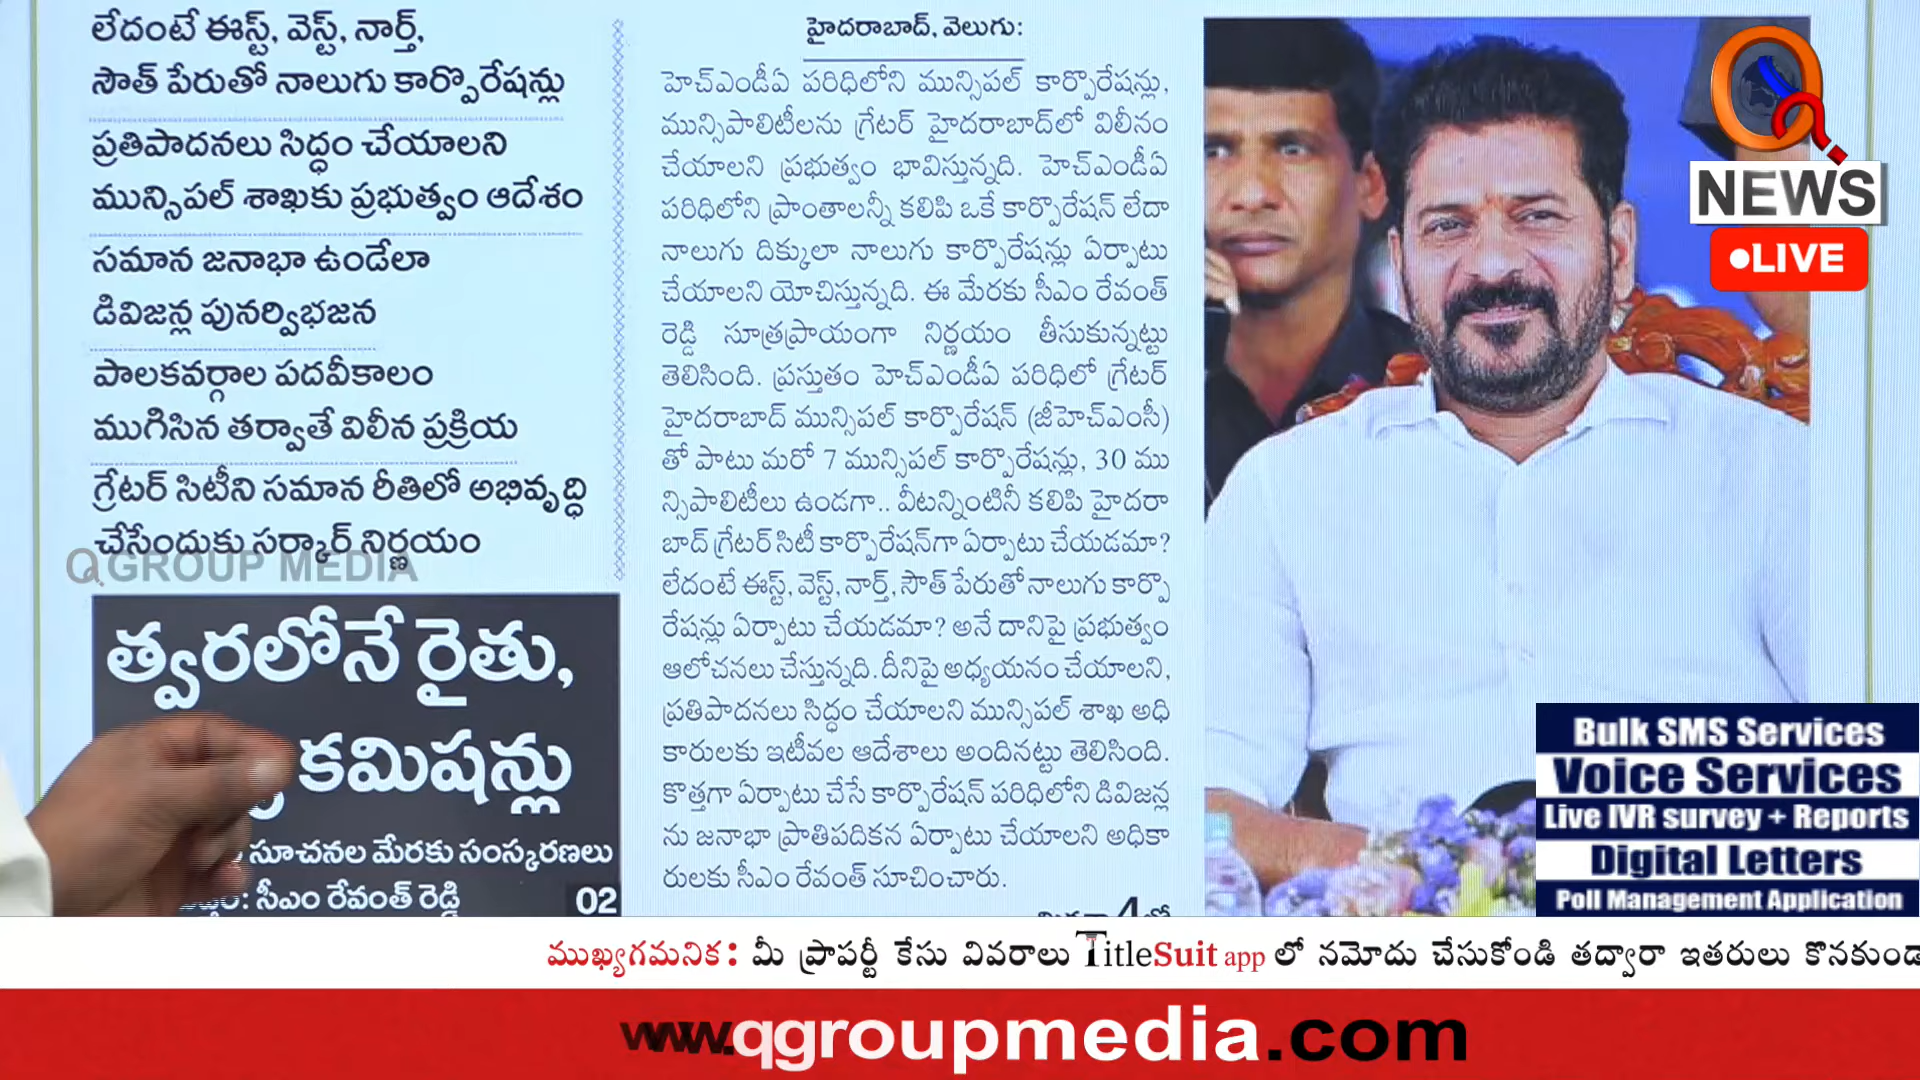 లేదంటే ఈస్ట్, వెస్ట్, నార్త్,
సౌత్ పేరుతో నాలుగు కార్పొరేషన్లు
ప్రతిపాదనలు సిద్ధం చేయాలని
మున్సిపల్ శాఖకు ప్రభుత్వం ఆదేశం
సమాన జనాభా ఉండేలా
డివిజన్ల పునర్విభజన
పాలకవర్గాల పదవీకాలం
ముగిసిన తర్వాతే విలీన ప్రక్రియ
గ్రేటర్ సిటీని సమాన రీతిలో అభివృద్ధి
చేసేందుకు సర్కార్ నిర్ణయం
Q GROUP MEDIA
త్వరలోనే రైతు,
కమిషన్లు
సూచనల మేరకు సంస్కరణలు
సీఎం రేవంత్ రెడ్డి
02
హైదరాబాద్, వెలుగు:
హెచ్ఎండీఏ పరిధిలోని మున్సిపల్ కార్పొరేషన్లు,
మున్సిపాలిటీలను గ్రేటర్ హైదరాబాద్‌లో విలీనం
చేయాలని ప్రభుత్వం భావిస్తున్నది. హెచ్ఎండీఏ
పరిధిలోని ప్రాంతాలన్నీ కలిపి ఒకే కార్పొరేషన్ లేదా
నాలుగు దిక్కులా నాలుగు కార్పొరేషన్లు ఏర్పాటు
చేయాలని యోచిస్తున్నది. ఈ మేరకు సీఎం రేవంత్
రెడ్డి సూత్రప్రాయంగా నిర్ణయం తీసుకున్నట్టు
తెలిసింది. ప్రస్తుతం హెచ్ఎండీఏ పరిధిలో గ్రేటర్
హైదరాబాద్ మున్సిపల్ కార్పొరేషన్ (జీహెచ్ఎంసీ)
తో పాటు మరో 7 మున్సిపల్ కార్పొరేషన్లు, 30 ము
న్సిపాలిటీలు ఉండగా.. వీటన్నింటినీ కలిపి హైదరా
బాద్ గ్రేటర్ సిటీ కార్పొరేషన్‌గా ఏర్పాటు చేయడమా?
లేదంటే ఈస్ట్, వెస్ట్, నార్త్, సౌత్ పేరుతో నాలుగు కార్పొ
రేషన్లు ఏర్పాటు చేయడమా? అనే దానిపై ప్రభుత్వం
ఆలోచనలు చేస్తున్నది. దీనిపై అధ్యయనం చేయాలని,
ప్రతిపాదనలు సిద్ధం చేయాలని మున్సిపల్ శాఖ అధి
కారులకు ఇటీవల ఆదేశాలు అందినట్టు తెలిసింది.
కొత్తగా ఏర్పాటు చేసే కార్పొరేషన్ పరిధిలోని డివిజన్ల
ను జనాభా ప్రాతిపదికన ఏర్పాటు చేయాలని అధికా
రులకు సీఎం రేవంత్ సూచించారు.
NEWS
LIVE
Bulk SMS Services
Voice Services
Live IVR survey + Reports
Digital Letters
Poll Management Application
ముఖ్యగమనిక: మీ ప్రాపర్టీ కేసు వివరాలు TitleSuit app లో నమోదు చేసుకోండి తద్వారా ఇతరులు కొనకుండా
www.qgroupmedia.com